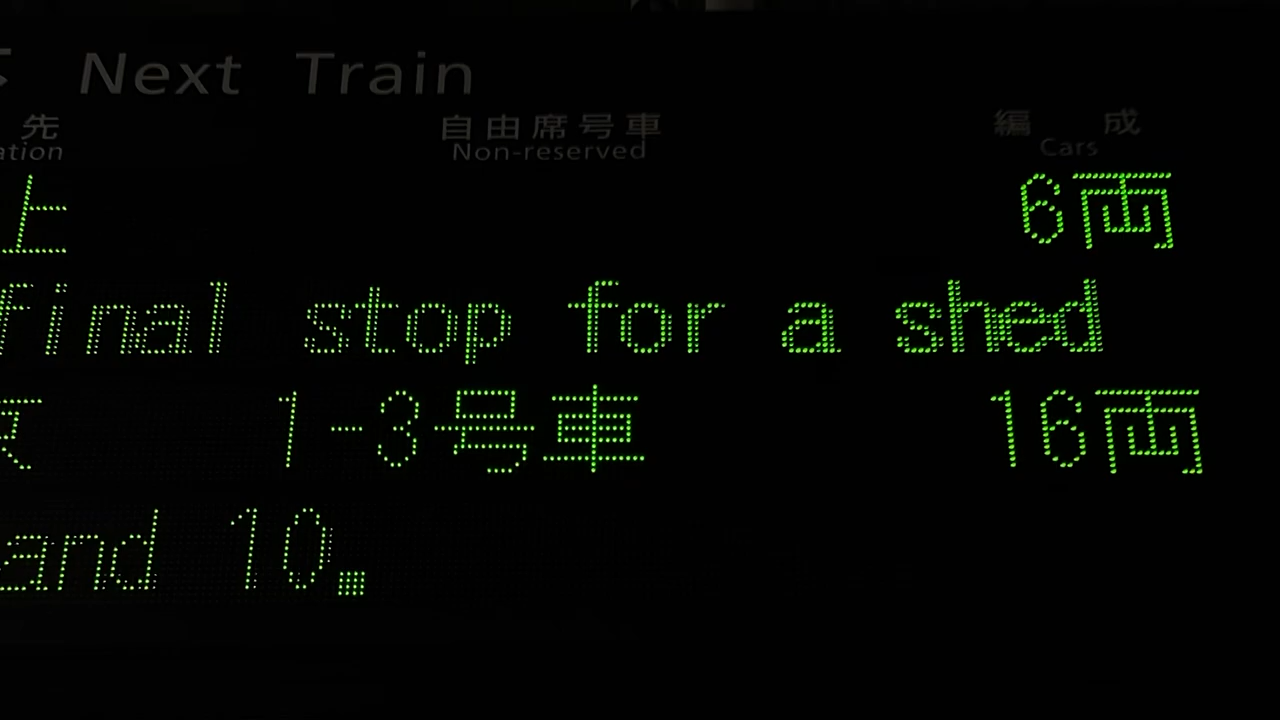 Next Train
先 自由席号車 編成
ation Non-reserved Cars
上 6両
final stop for a shed
1-3号車 16両
and 10.